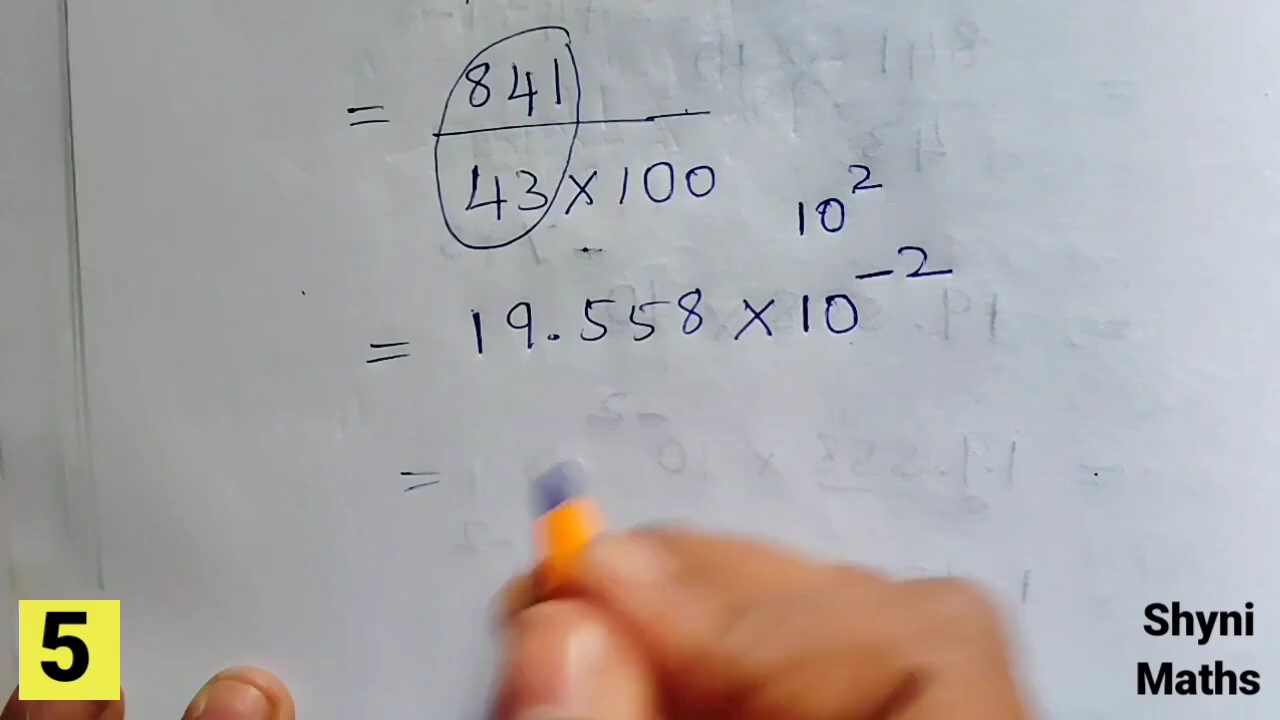 = 841
43 × 100
10²
= 19.558 × 10⁻²
=
5
Shyni
Maths